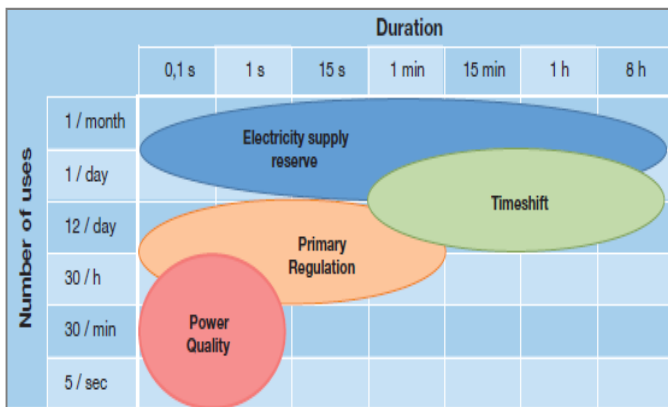 Duration
0,1 s 1 s 15 s 1 min 15 min 1 h 8 h
Number of uses
1 / month
1 / day
12 / day
30 / h
30 / min
5 / sec
Electricity supply
reserve
Timeshift
Primary
Regulation
Power
Quality